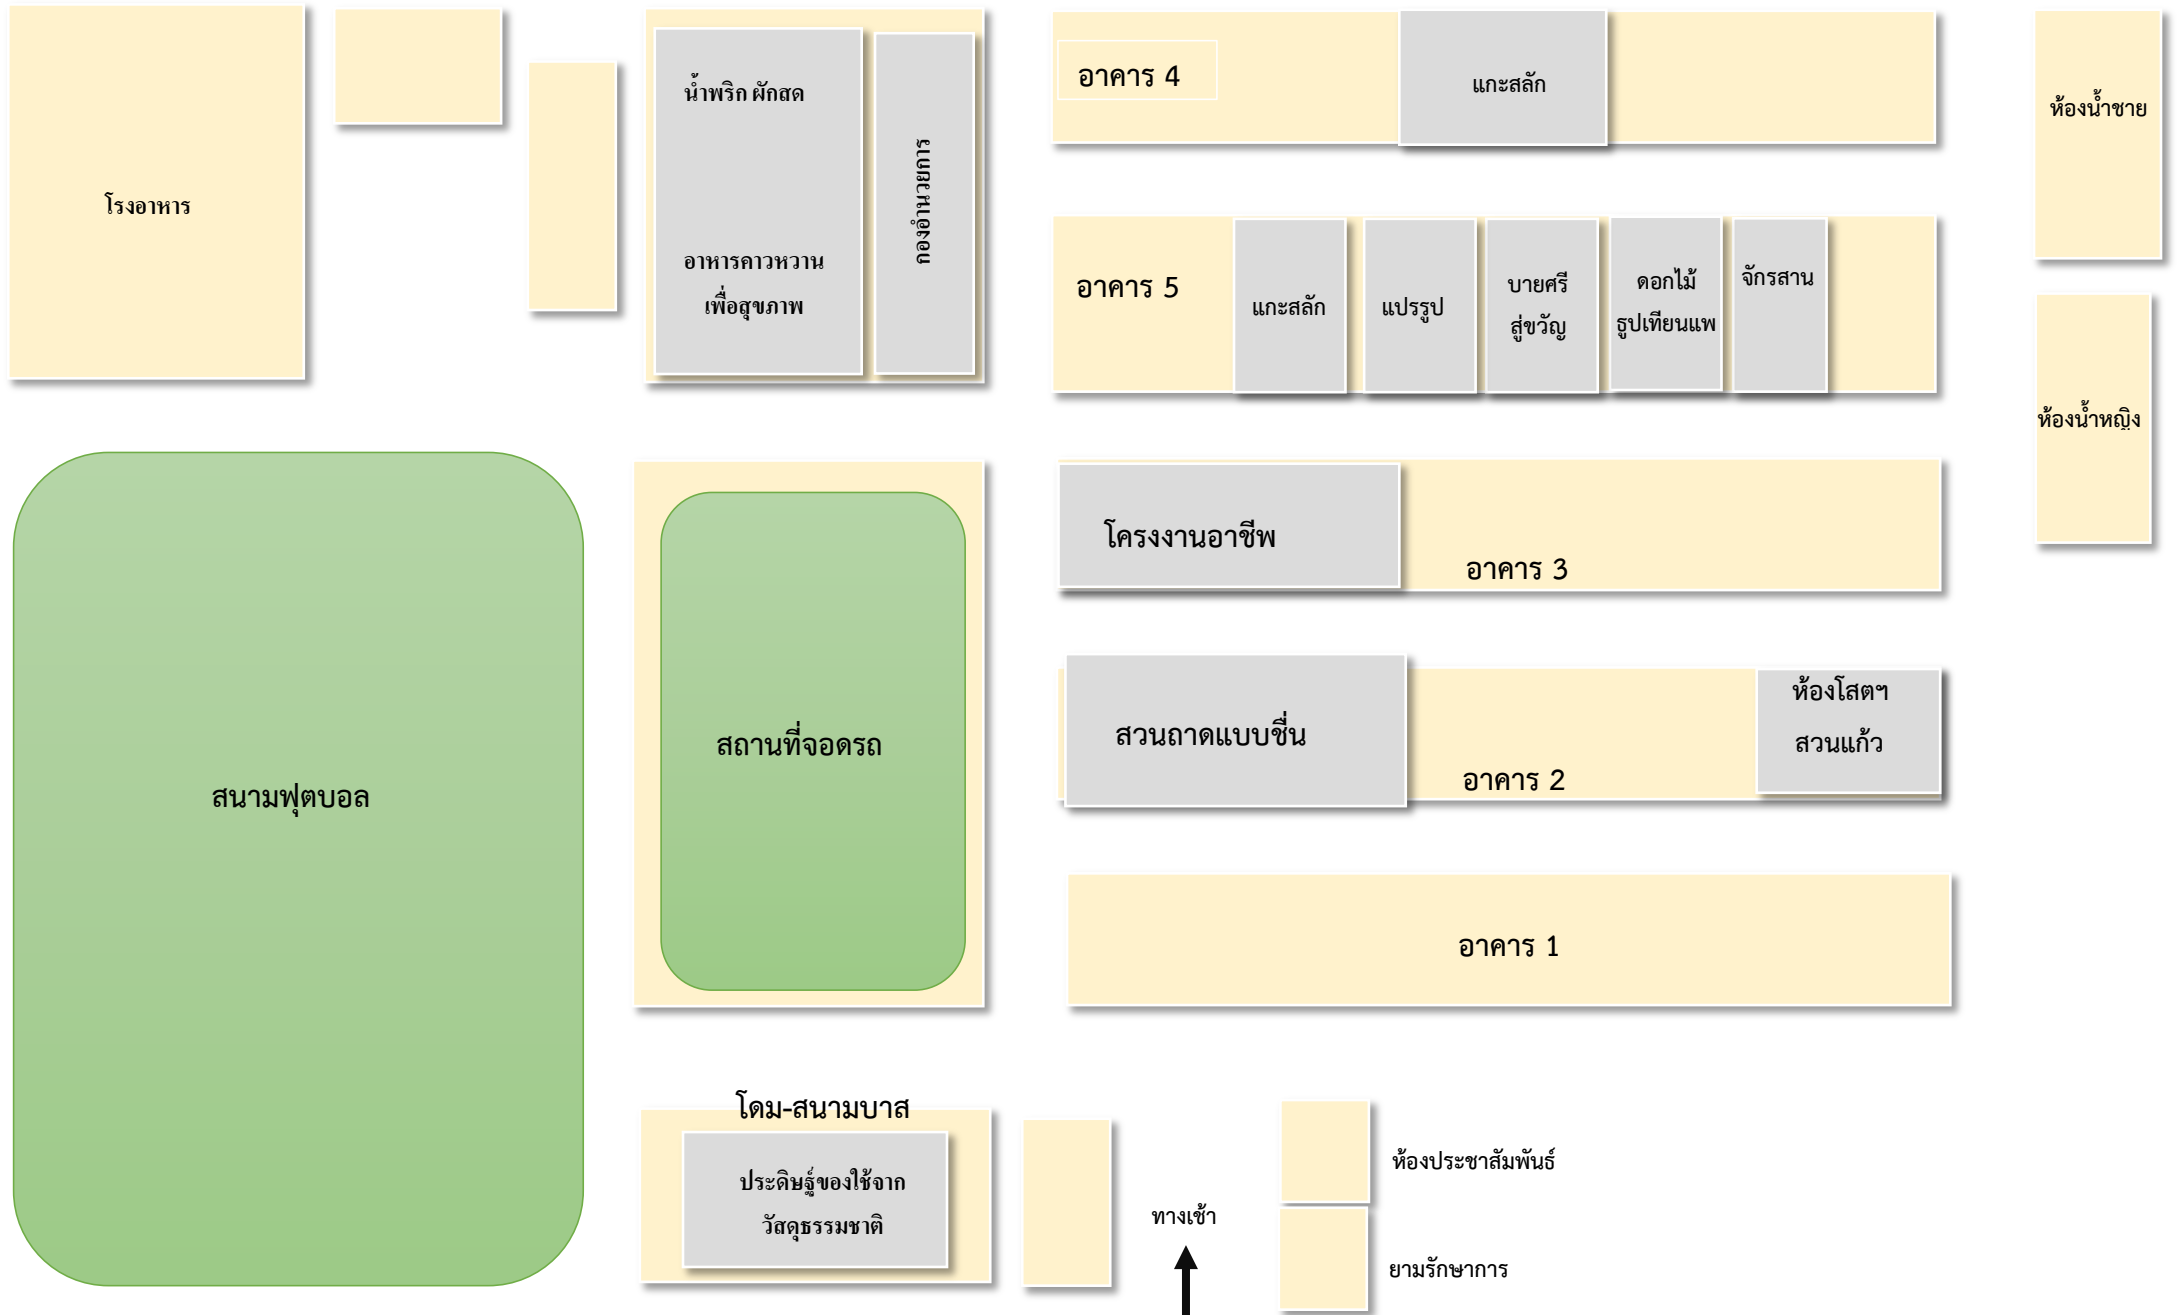 โรงอาหาร
น้ำพริก ผักสด
อาหารคาวหวาน
เพื่อสุขภาพ
กองอำนวยการ
อาคาร 4
แกะสลัก
ห้องน้ำชาย
อาคาร 5
แกะสลัก
แปรรูป
บายศรี
สู่ขวัญ
ดอกไม้
ธูปเทียนแพ
จักรสาน
ห้องน้ำหญิง
โครงงานอาชีพ
อาคาร 3
สนามฟุตบอล
สถานที่จอดรถ
สวนถาดแบบชื่น
อาคาร 2
ห้องโสตฯ
สวนแก้ว
อาคาร 1
โดม-สนามบาส
ประดิษฐ์ของใช้จาก
วัสดุธรรมชาติ
ทางเช้า
ห้องประชาสัมพันธ์
ยามรักษาการ